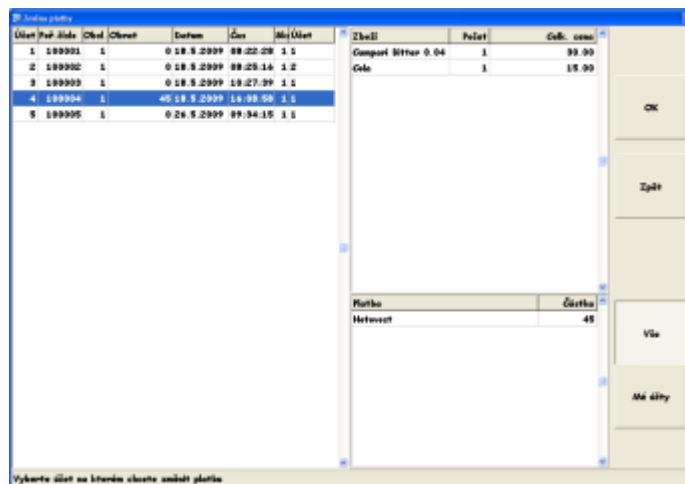 Změna platby
Účet Poř. číslo Obsl. Obrat Datum Čas Účet
1 100001 1 0 18.5.2009 08:22:28 1 1
2 100002 1 0 18.5.2009 08:25:16 1 2
3 100003 1 0 18.5.2009 10:27:39 1 1
4 100004 1 45 18.5.2009 16:08:58 1 1
5 100005 1 0 26.5.2009 09:34:15 1 1
Zboží Počet Celk. cena
Campari Bitter 0.04 1 30.00
Cola 1 15.00
OK
Zpět
Platba Částka
Hotovost 45
Vše
Mé účty
Vyberte účet na kterém chcete změnit platbu